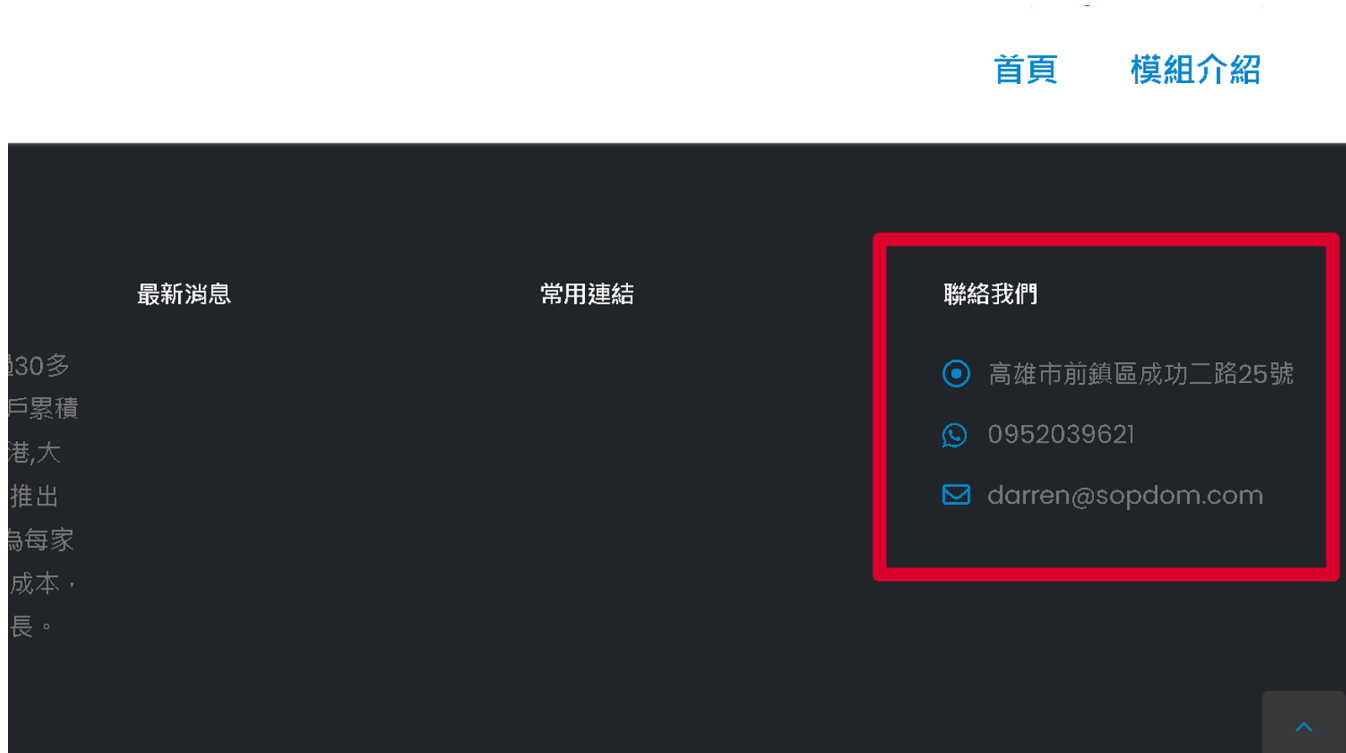 首頁 模組介紹
最新消息
常用連結
聯絡我們
30多
戶累積
港,大
推出
為每家
成本，
長。
高雄市前鎮區成功二路25號
0952039621
darren@sopdom.com